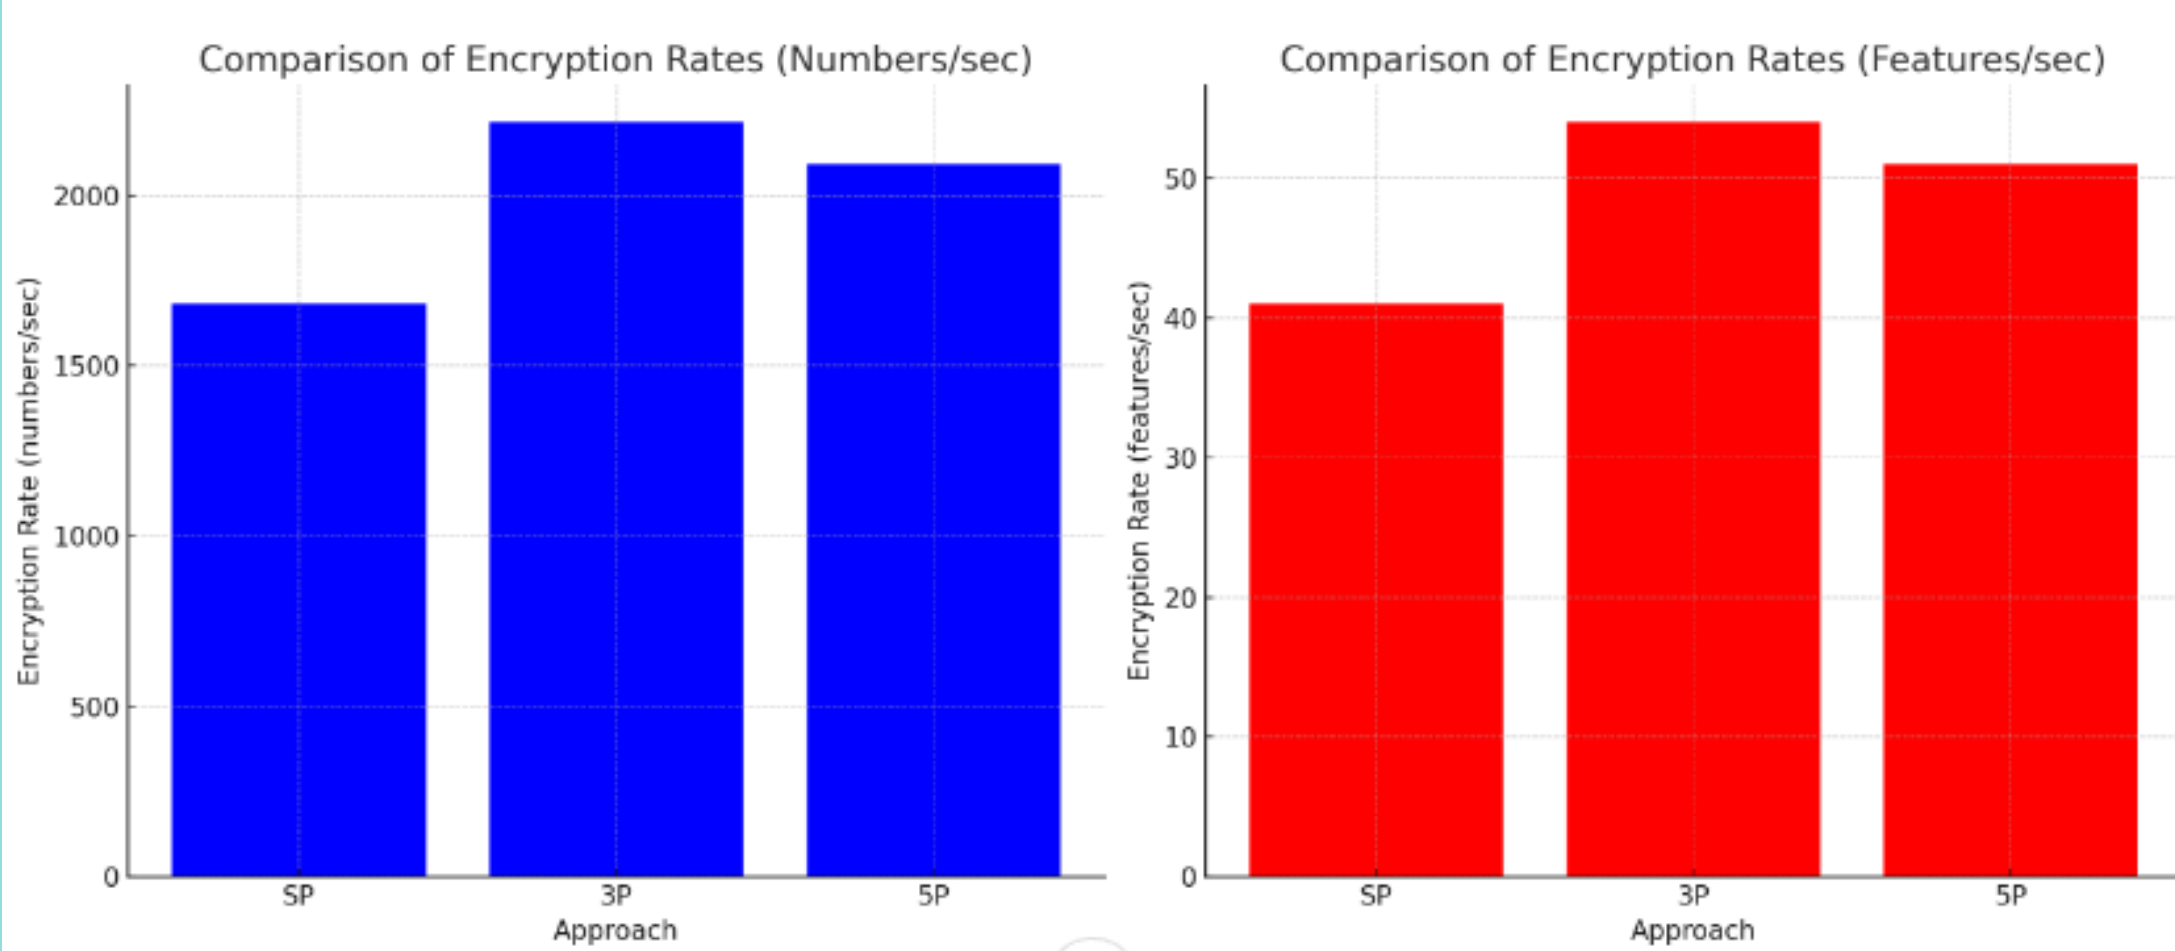 Comparison of Encryption Rates (Numbers/sec)
Encryption Rate (numbers/sec)
2000
1500
1000
500
0
SP
3P
5P
Approach
Comparison of Encryption Rates (Features/sec)
Encryption Rate (features/sec)
50
40
30
20
10
0
SP
3P
5P
Approach